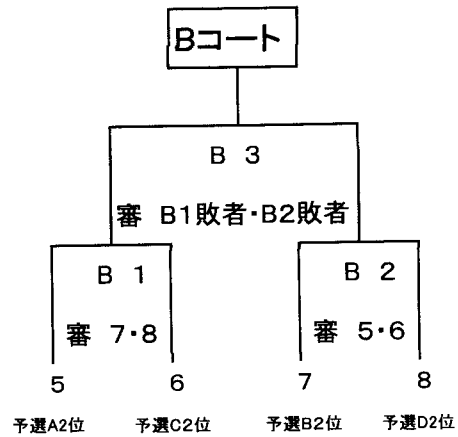 Bコート
B 3
審 B1敗者・B2敗者
B 1
B 2
審 7・8
審 5・6
5
6
7
8
予選A2位
予選C2位
予選B2位
予選D2位